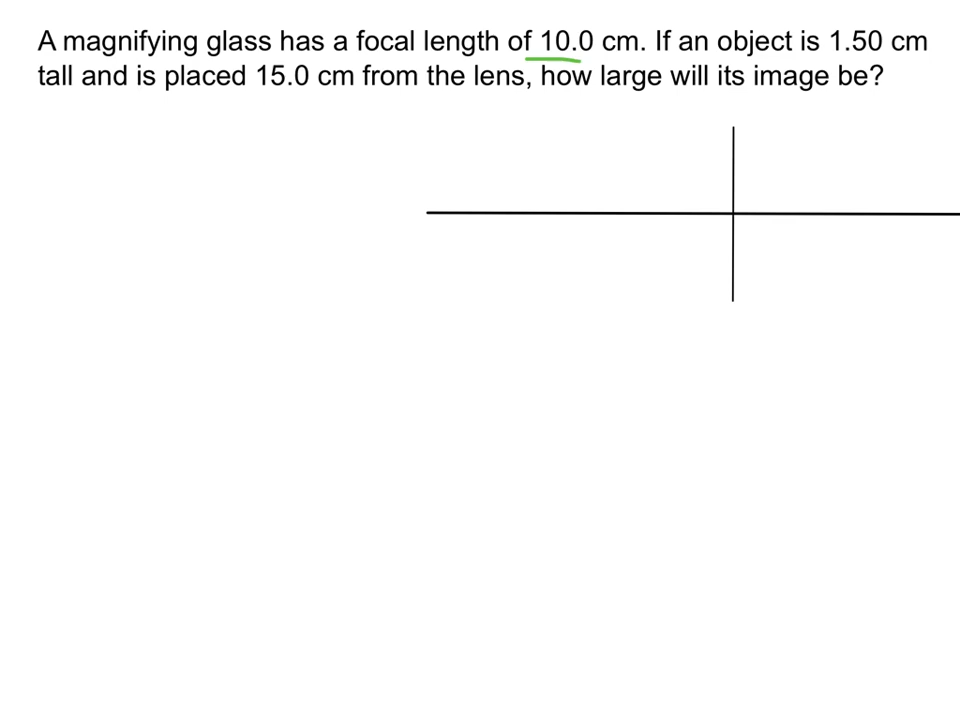 A magnifying glass has a focal length of 10.0 cm. If an object is 1.50 cm
tall and is placed 15.0 cm from the lens, how large will its image be?